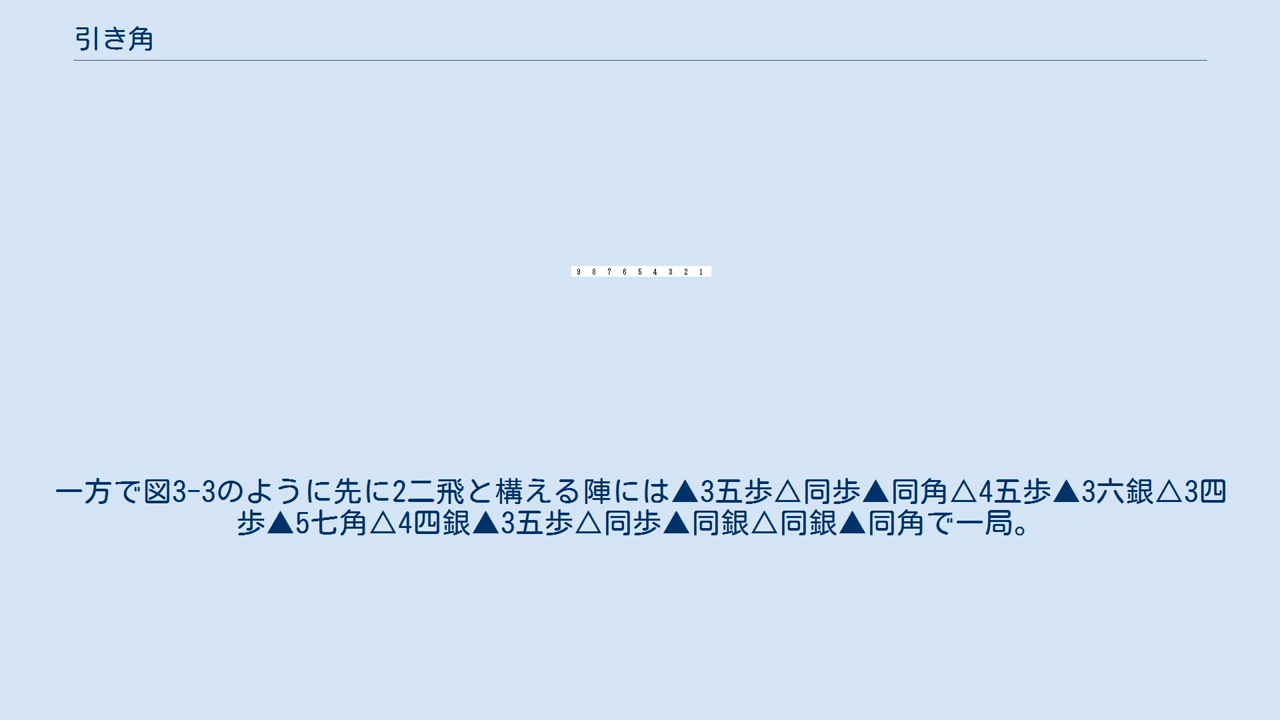 引き角
9 8 7 6 5 4 3 2 1
一方で図3-3のように先に2二飛と構える陣には▲3五歩△同歩▲同角△4五歩▲3六銀△3四
歩▲5七角△4四銀▲3五歩△同歩▲同銀△同銀▲同角で一局。